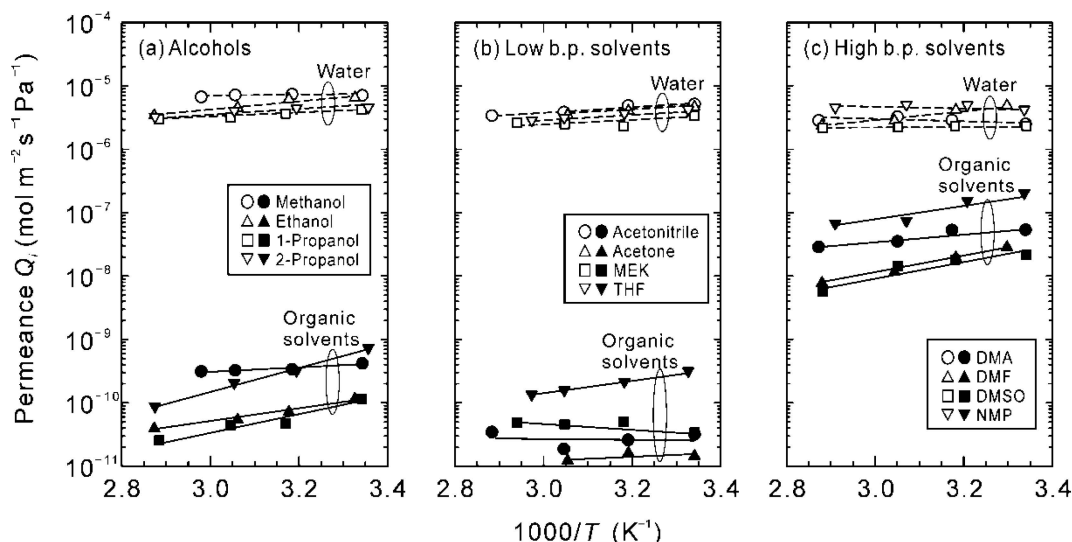 Permeance Qᵢ (mol m⁻² s⁻¹ Pa⁻¹)
10⁻⁴
10⁻⁵
10⁻⁶
10⁻⁷
10⁻⁸
10⁻⁹
10⁻¹⁰
10⁻¹¹
(a) Alcohols
Water
Methanol
Ethanol
1-Propanol
2-Propanol
Organic
solvents
2.8 3.0 3.2 3.4
(b) Low b.p. solvents
Water
Acetonitrile
Acetone
MEK
THF
Organic
solvents
2.8 3.0 3.2 3.4
(c) High b.p. solvents
Water
Organic
solvents
DMA
DMF
DMSO
NMP
2.8 3.0 3.2 3.4
1000/T (K⁻¹)